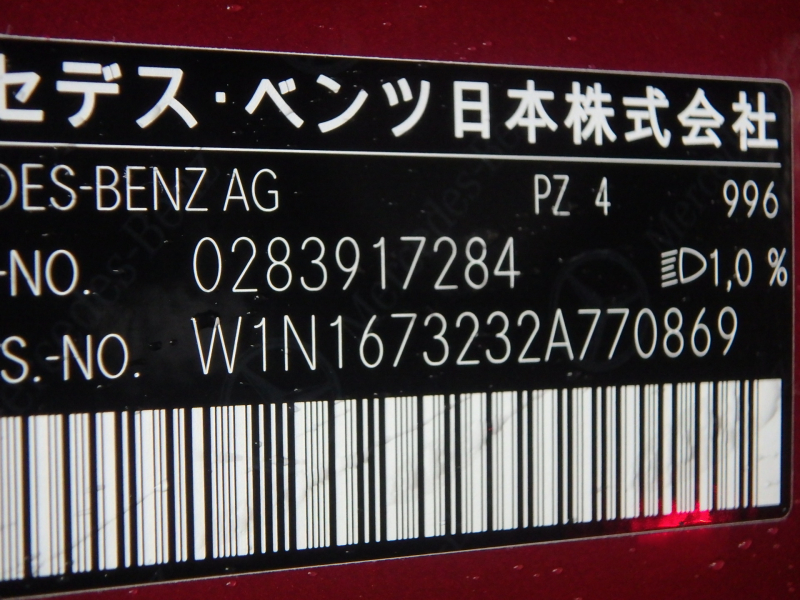 セデス・ベンツ日本株式会社
DES-BENZ AG PZ 4 996
-NO. 0283917284 1,0 %
S.-NO. W1N1673232A770869